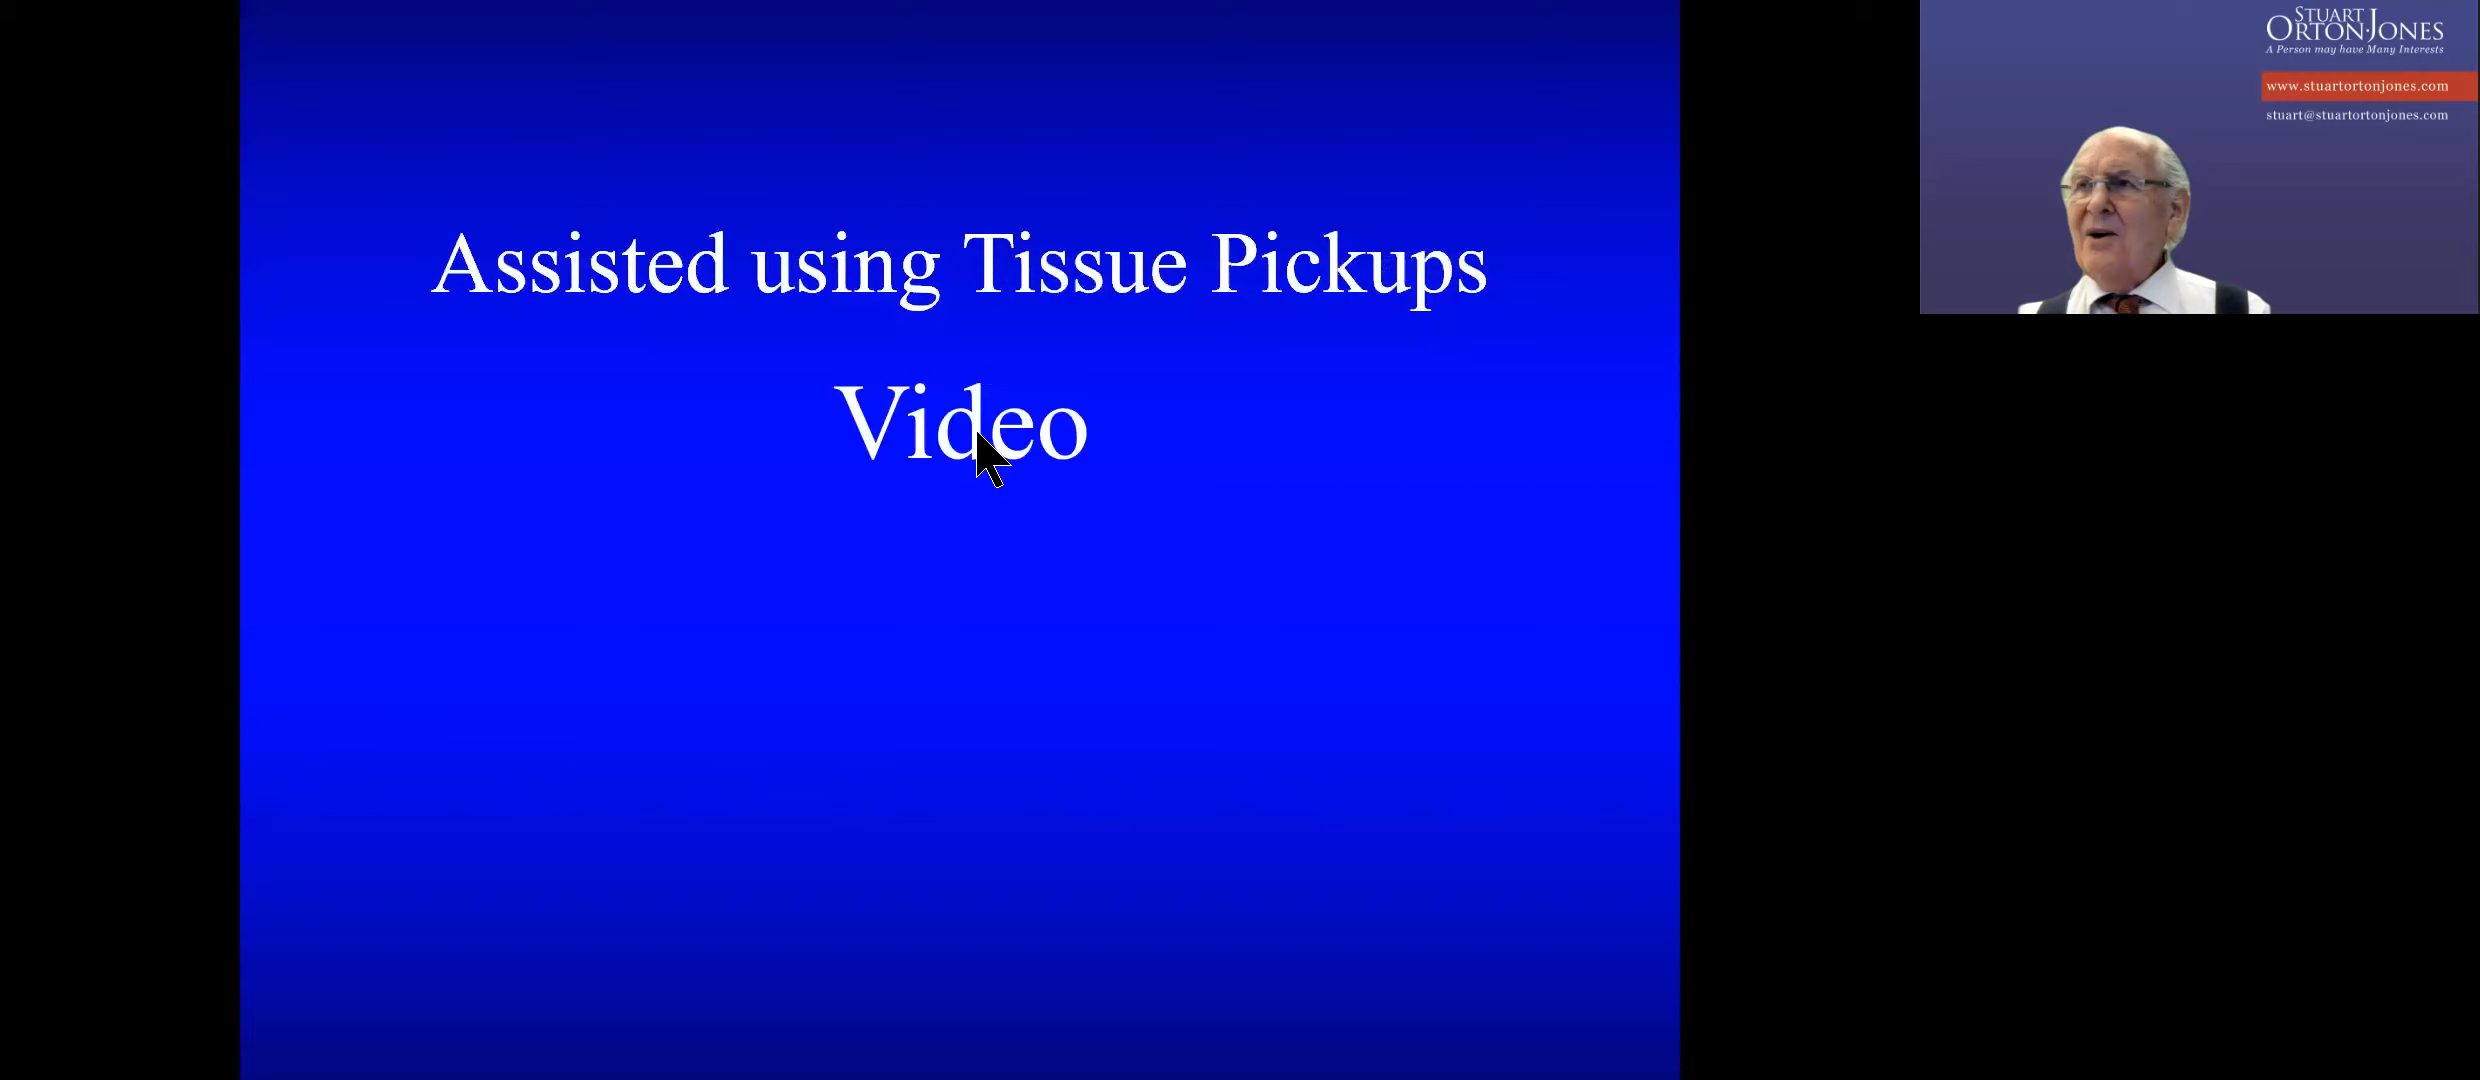 Assisted using Tissue Pickups
Video
STUART
ORTON-JONES
A Person may have Many Interests
www.stuartortonjones.com
stuart@stuartortonjones.com